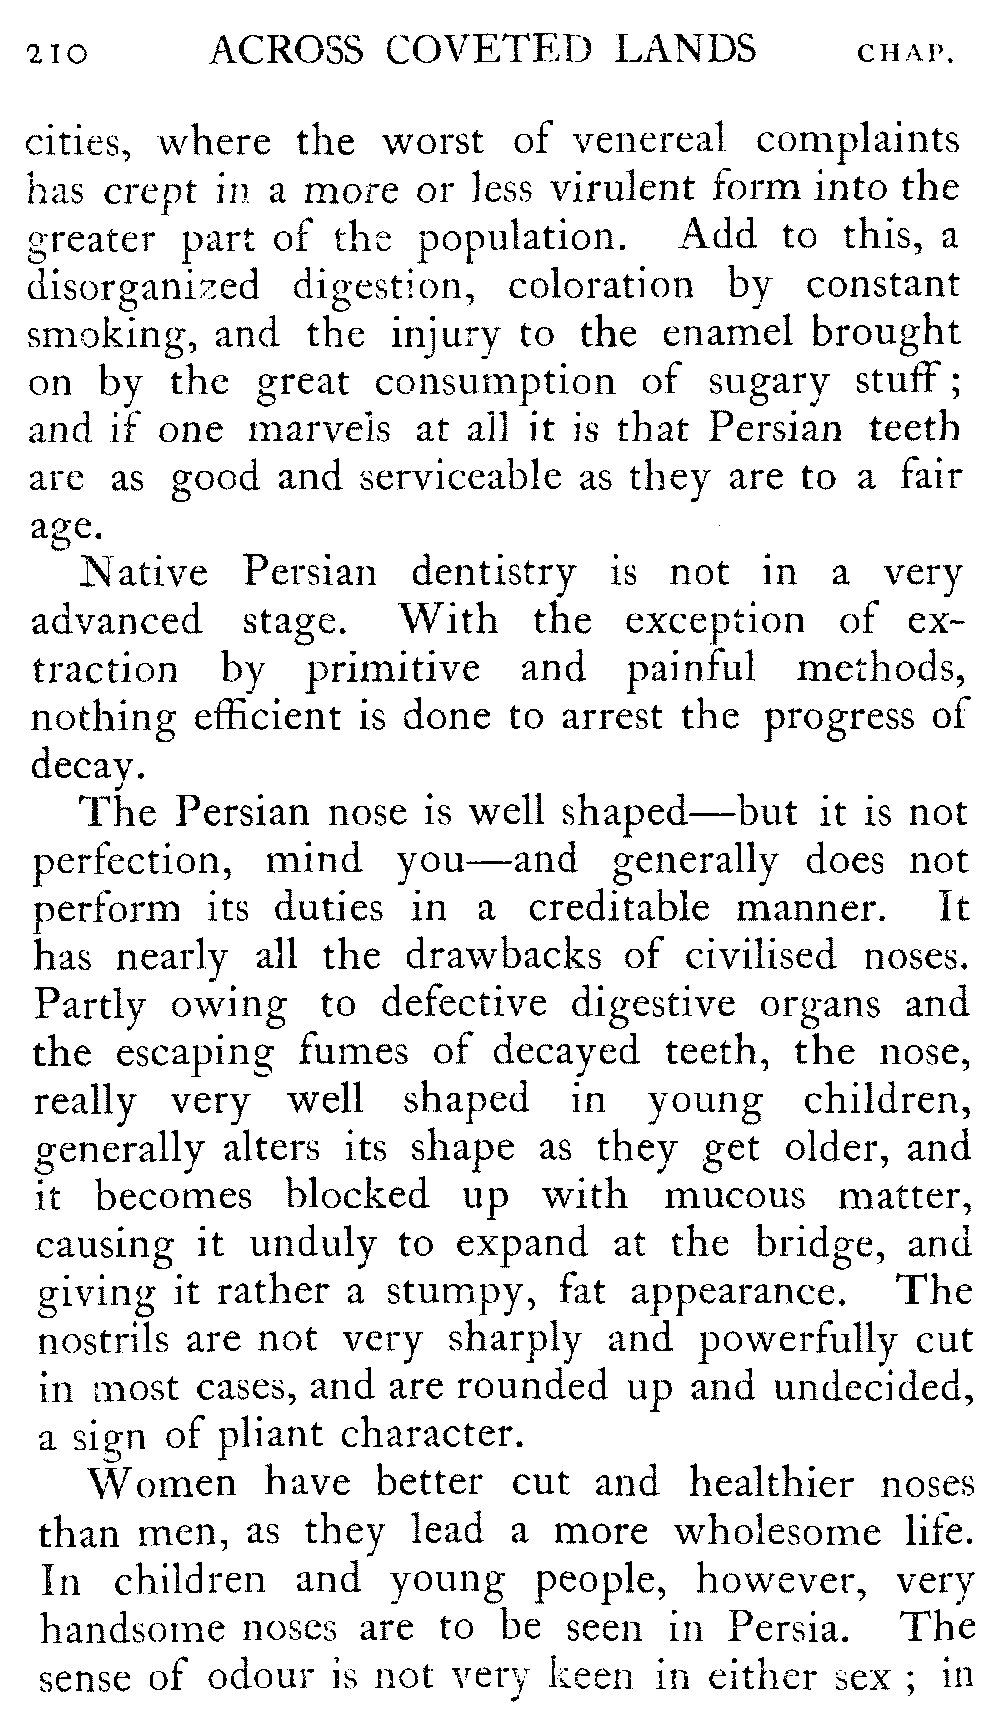 210 ACROSS COVETED LANDS CHAP.
cities, where the worst of venereal complaints
has crept in a more or less virulent form into the
greater part of the population. Add to this, a
disorganized digestion, coloration by constant
smoking, and the injury to the enamel brought
on by the great consumption of sugary stuff ;
and if one marvels at all it is that Persian teeth
are as good and serviceable as they are to a fair
age.
Native Persian dentistry is not in a very
advanced stage. With the exception of ex-
traction by primitive and painful methods,
nothing efficient is done to arrest the progress of
decay.
The Persian nose is well shaped—but it is not
perfection, mind you—and generally does not
perform its duties in a creditable manner. It
has nearly all the drawbacks of civilised noses.
Partly owing to defective digestive organs and
the escaping fumes of decayed teeth, the nose,
really very well shaped in young children,
generally alters its shape as they get older, and
it becomes blocked up with mucous matter,
causing it unduly to expand at the bridge, and
giving it rather a stumpy, fat appearance. The
nostrils are not very sharply and powerfully cut
in most cases, and are rounded up and undecided,
a sign of pliant character.
Women have better cut and healthier noses
than men, as they lead a more wholesome life.
In children and young people, however, very
handsome noses are to be seen in Persia. The
sense of odour is not very keen in either sex ; in